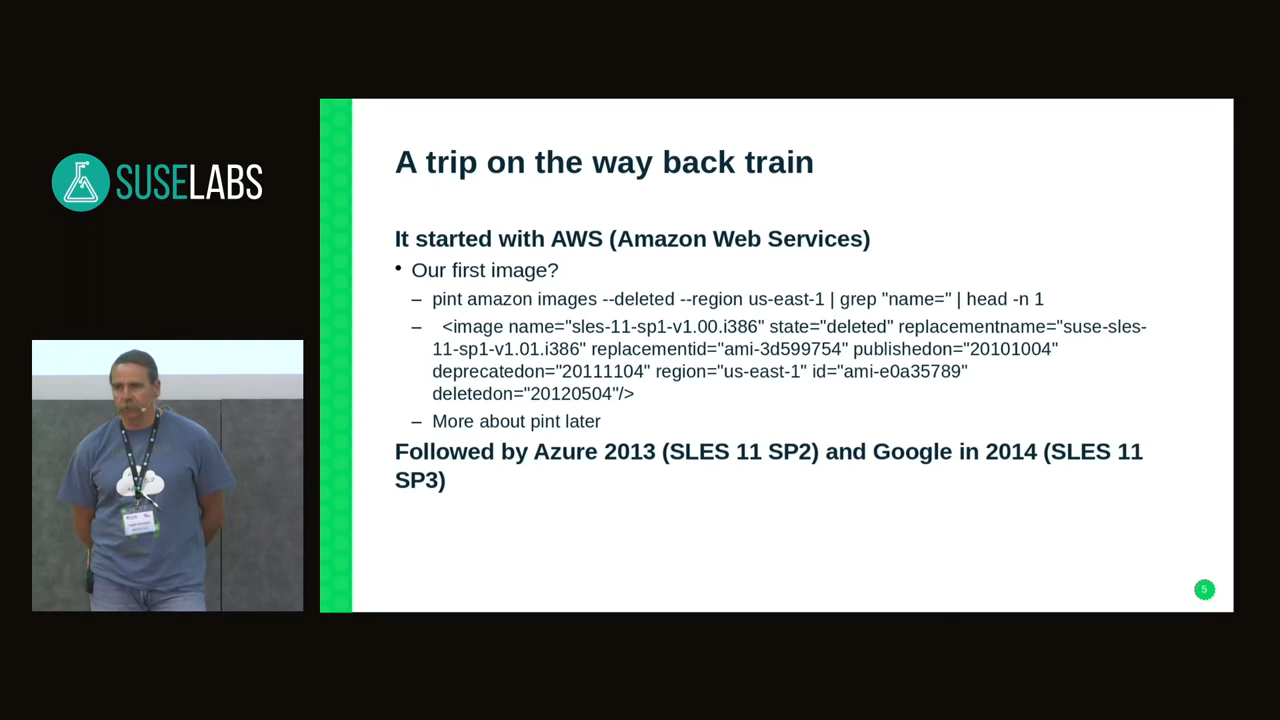 SUSELABS
A trip on the way back train
It started with AWS (Amazon Web Services)
• Our first image?
– pint amazon images --deleted --region us-east-1 | grep "name=" | head -n 1
– <image name="sles-11-sp1-v1.00.i386" state="deleted" replacementname="suse-sles-
11-sp1-v1.01.i386" replacementid="ami-3d599754" publishedon="20101004"
deprecatedon="20111104" region="us-east-1" id="ami-e0a35789"
deletedon="20120504"/>
– More about pint later
Followed by Azure 2013 (SLES 11 SP2) and Google in 2014 (SLES 11
SP3)
5